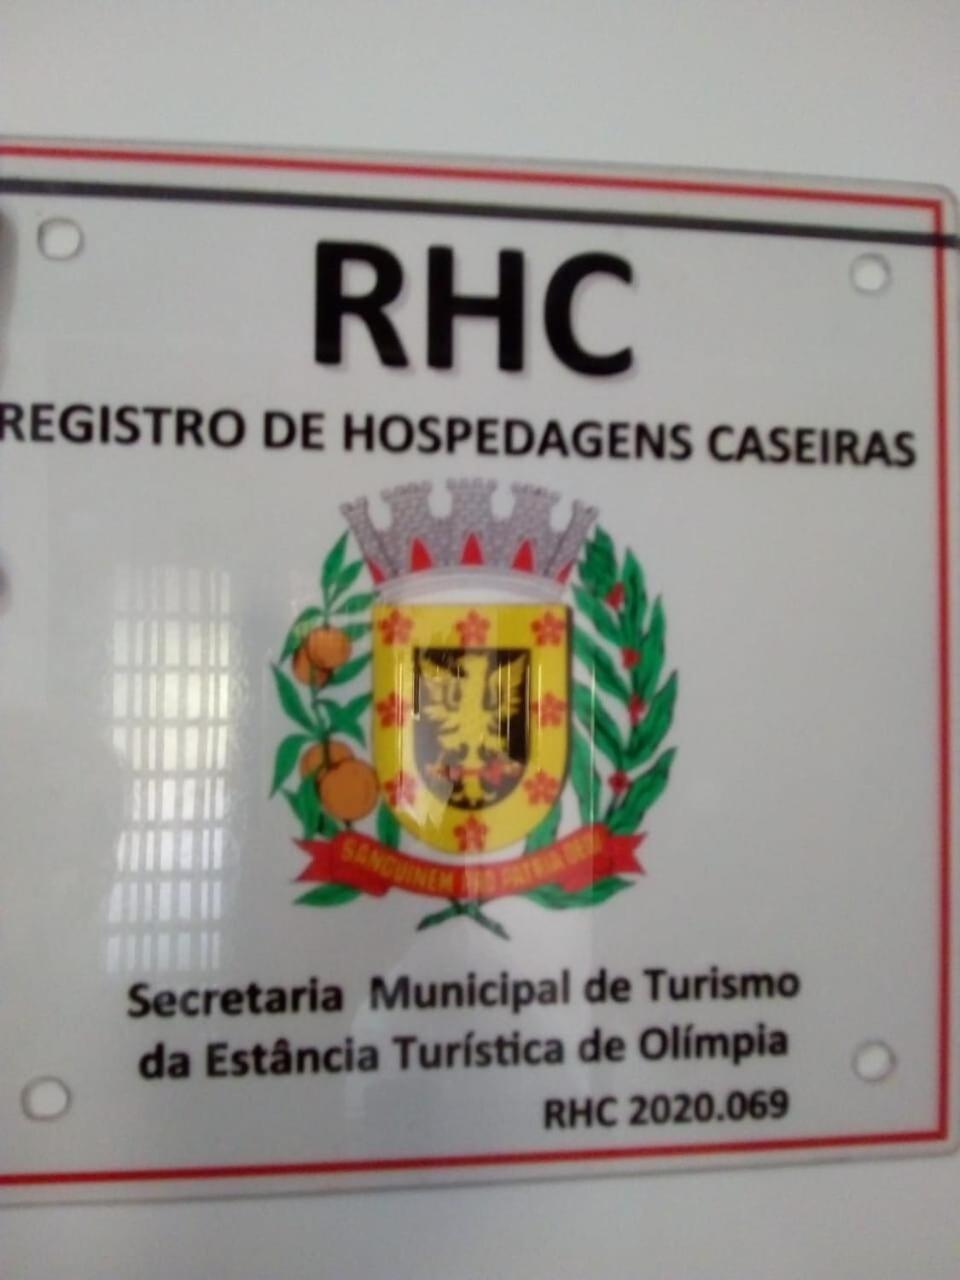 RHC
REGISTRO DE HOSPEDAGENS CASEIRAS
SANGUINEM PRO PATRIA
Secretaria Municipal de Turismo
da Estância Turística de Olímpia
RHC 2020.069